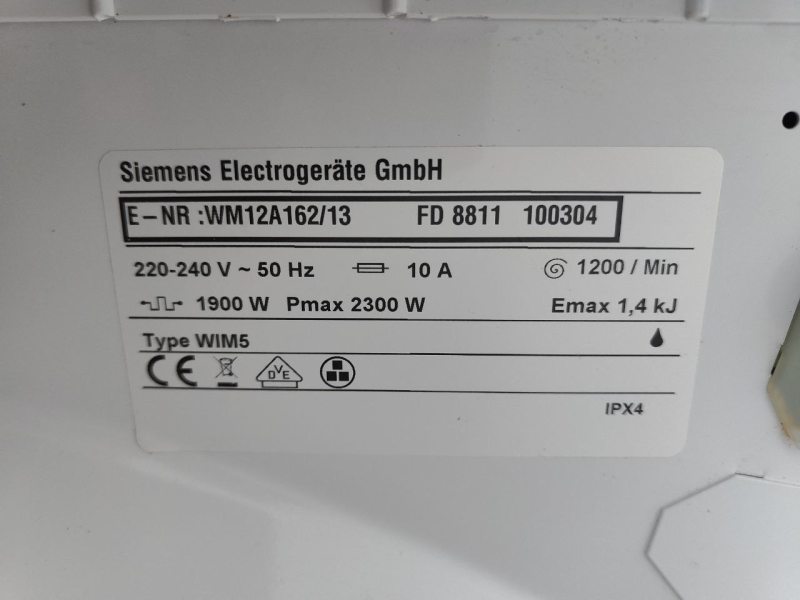 Siemens Electrogeräte GmbH
E-NR :WM12A162/13 FD 8811 100304
220-240 V ~ 50 Hz 10 A 1200 / Min
1900 W Pmax 2300 W Emax 1,4 kJ
Type WIM5
CE DVE
IPX4